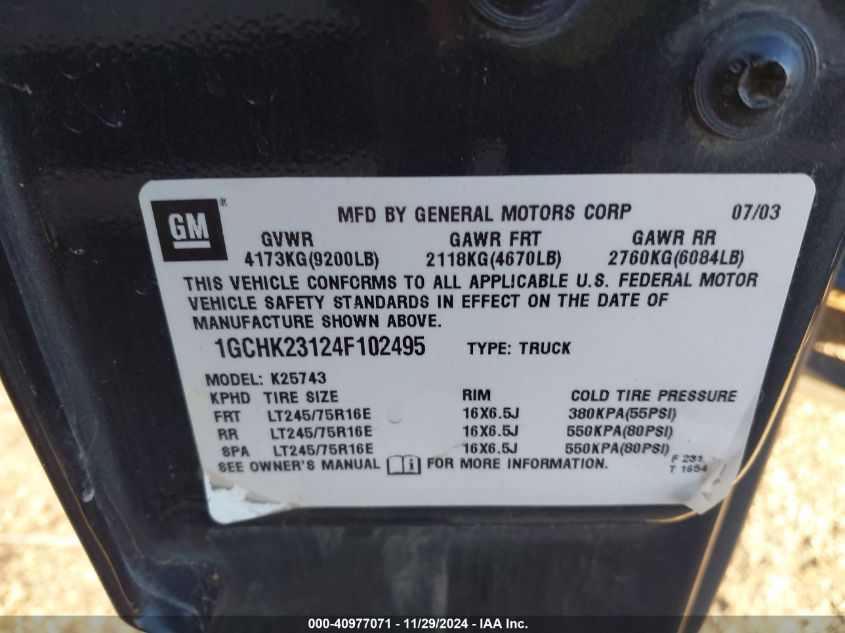 GM ®
MFD BY GENERAL MOTORS CORP 07/03
GVWR GAWR FRT GAWR RR
4173KG(9200LB) 2118KG(4670LB) 2760KG(6084LB)
THIS VEHICLE CONFORMS TO ALL APPLICABLE U.S. FEDERAL MOTOR
VEHICLE SAFETY STANDARDS IN EFFECT ON THE DATE OF
MANUFACTURE SHOWN ABOVE.
1GCHK23124F102495 TYPE: TRUCK
MODEL: K25743
KPHD TIRE SIZE RIM COLD TIRE PRESSURE
FRT LT245/75R16E 16X6.5J 380KPA(55PSI)
RR LT245/75R16E 16X6.5J 550KPA(80PSI)
SPA LT245/75R16E 16X6.5J 550KPA(80PSI)
SEE OWNER'S MANUAL i FOR MORE INFORMATION.
F 231
T 1654
000-40977071 — 11/29/2024 — IAA Inc.